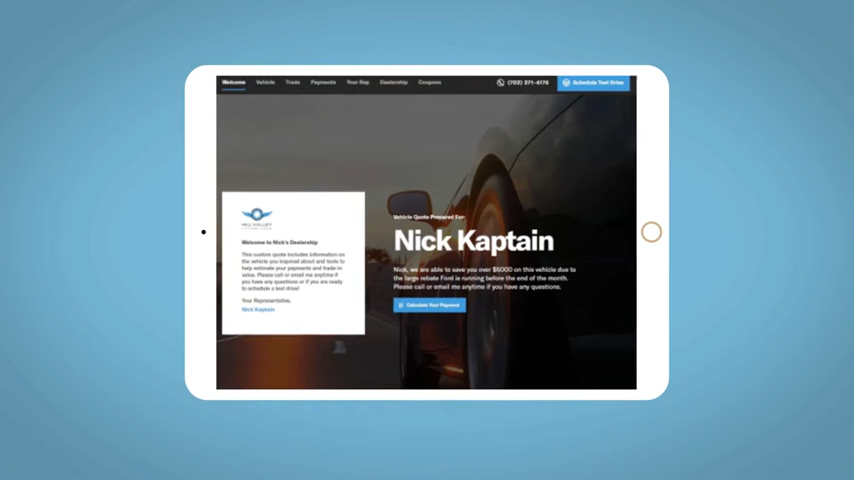 Welcome Vehicle Trade Payments Your Rep Dealership Coupons (702) 271-4175 Schedule Test Drive
HILL VALLEY
Welcome to Nick's Dealership
This custom quote includes information on
the vehicle you inquired about and tools to
help estimate your payments and trade-in
value. Please call or email me anytime if
you have any questions or if you are ready
to schedule a test drive!
Your Representative,
Nick Kaptain
Vehicle Quote Prepared For:
Nick Kaptain
Nick, we are able to save you over $6000 on this vehicle due to
the large rebate Ford is running before the end of the month.
Please call or email me anytime if you have any questions.
Calculate Your Payment